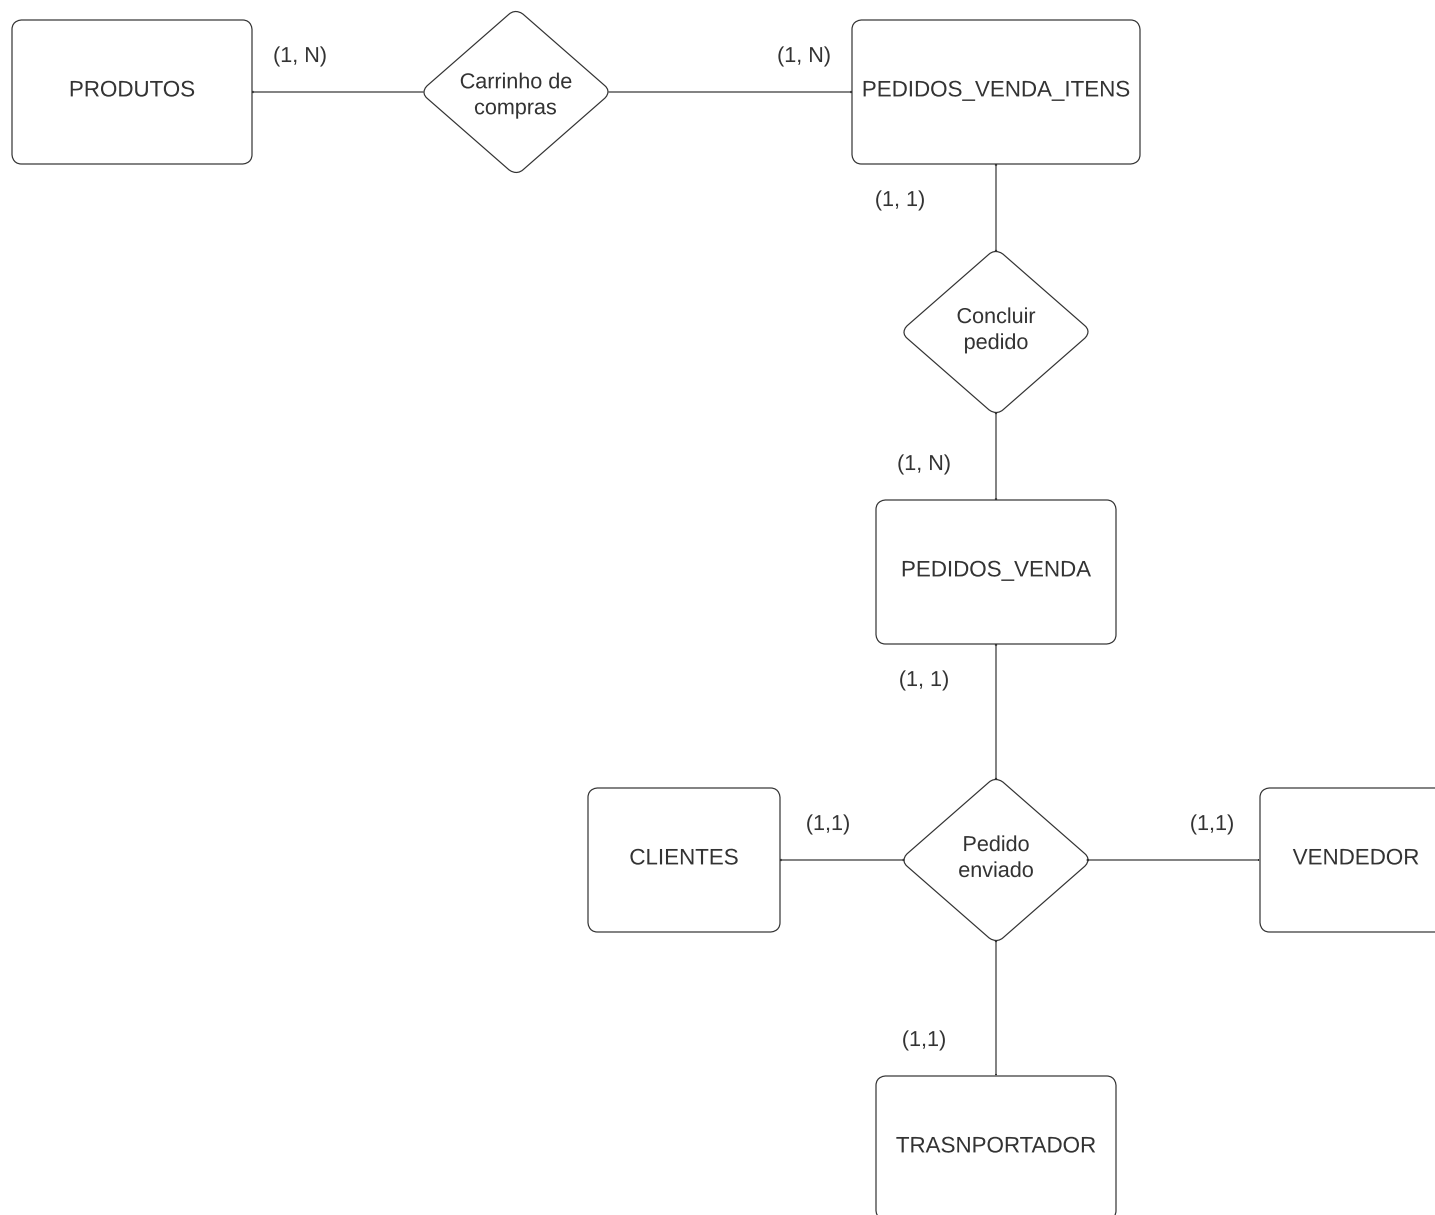 PRODUTOS
(1, N)
Carrinho de
compras
(1, N)
PEDIDOS_VENDA_ITENS
(1, 1)
Concluir
pedido
(1, N)
PEDIDOS_VENDA
(1, 1)
CLIENTES
(1,1)
Pedido
enviado
(1,1)
VENDEDOR
(1,1)
TRASNPORTADOR